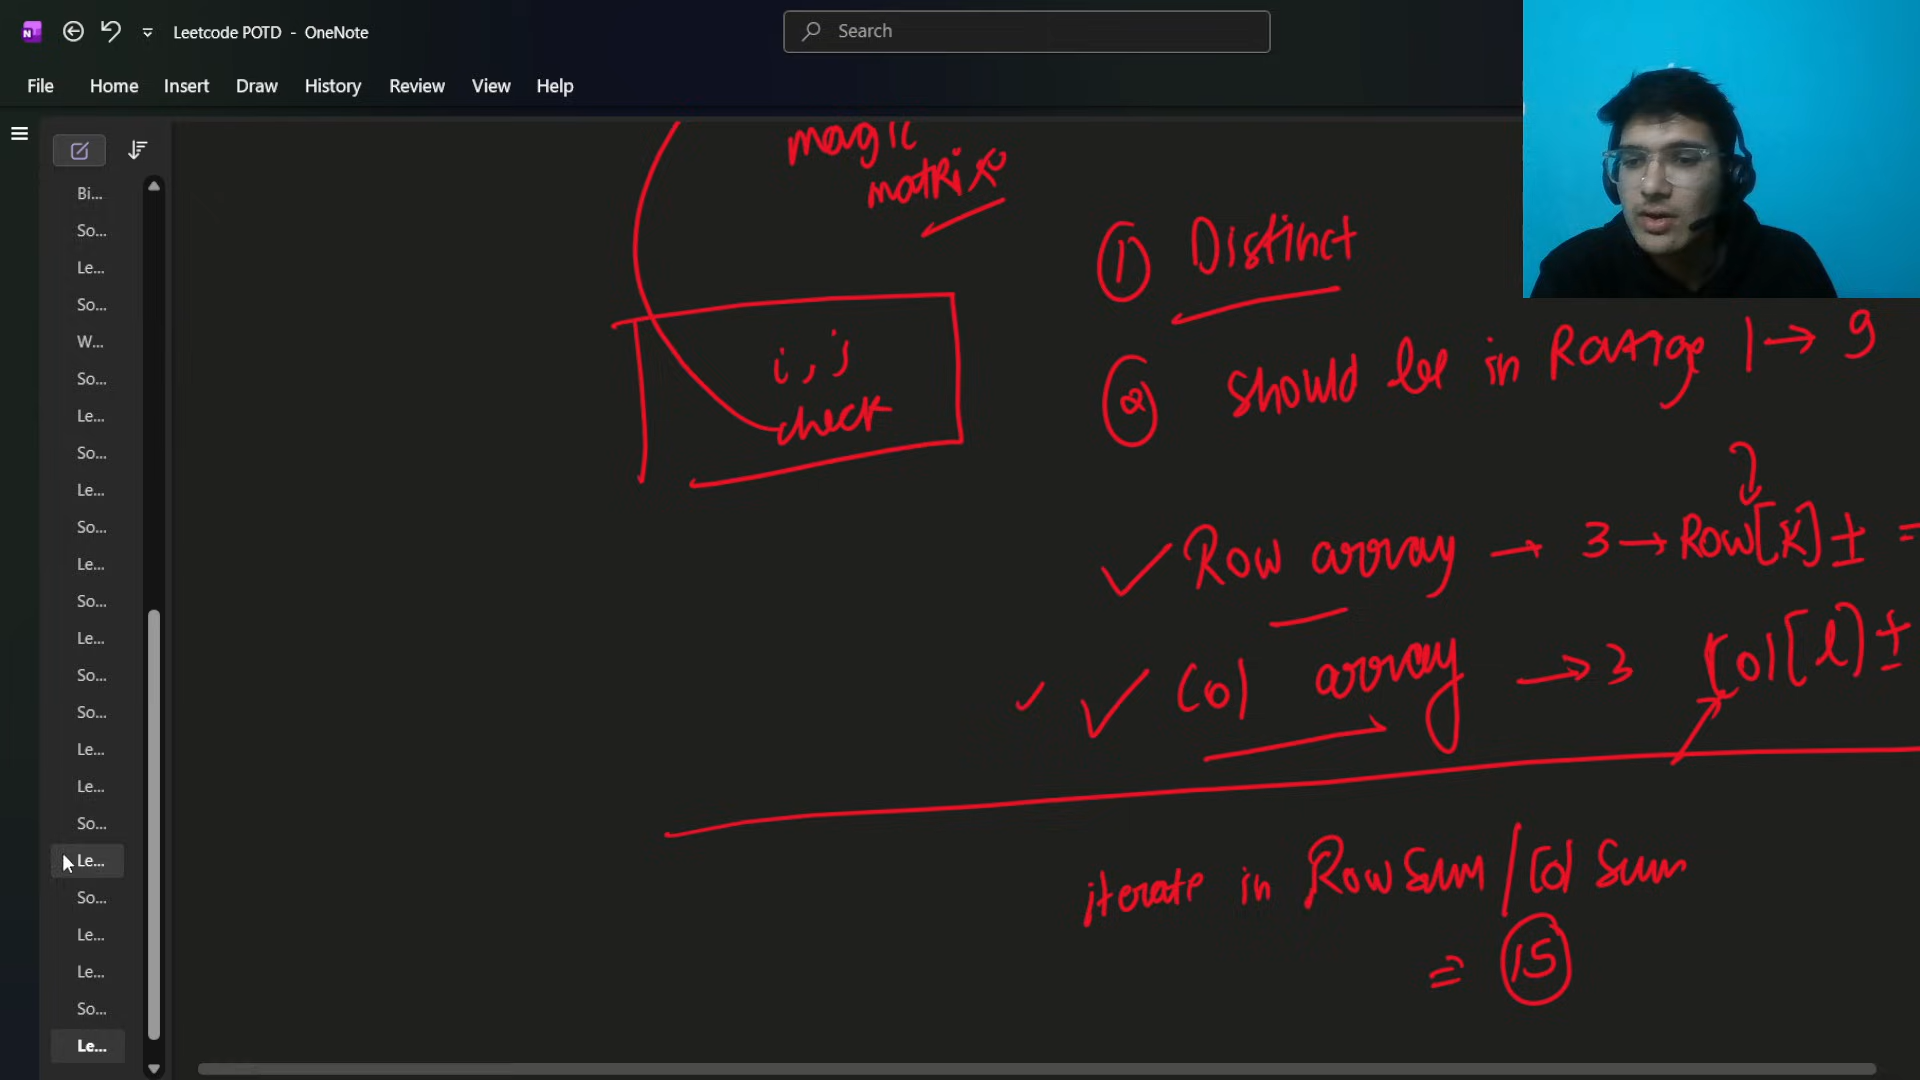 Leetcode POTD - OneNote
Search
File Home Insert Draw History Review View Help
Bi...
So...
Le...
So...
W...
So...
Le...
So...
Le...
So...
Le...
So...
Le...
So...
So...
Le...
Le...
So...
Le...
So...
Le...
Le...
So...
Le...
magic
matrix
i, j
check
① Distinct
② Should be in Range 1 → 9
✓ Row array → 3 → Row[k] ± =
✓ ✓ Col array → 3 Col[l] ±
iterate in RowSum / Col Sum
= 15